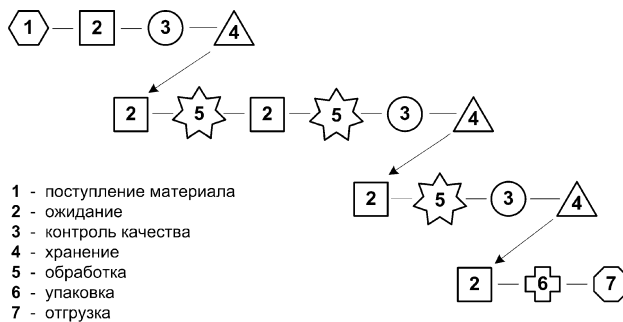 1 2 3 4
2 5 2 5 3 4
2 5 3 4
2 6 7
1 - поступление материала
2 - ожидание
3 - контроль качества
4 - хранение
5 - обработка
6 - упаковка
7 - отгрузка